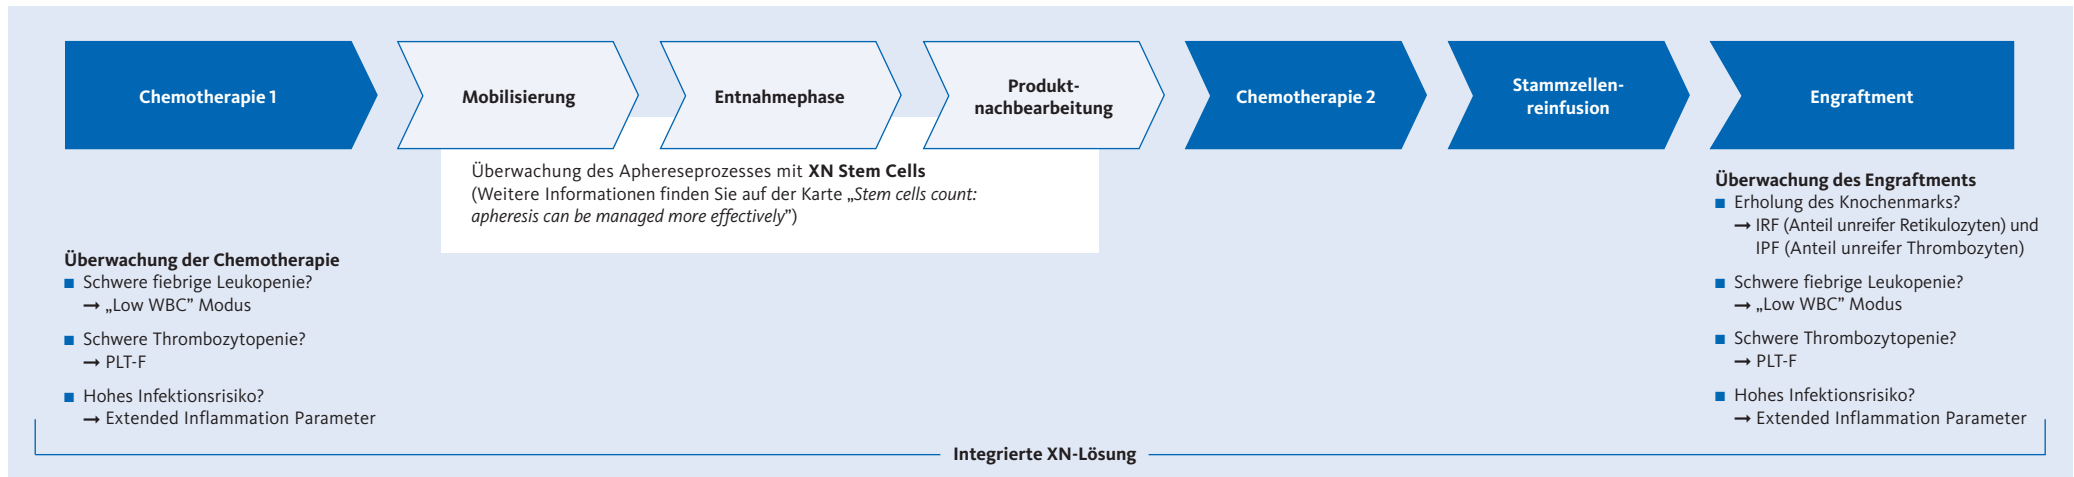 Chemotherapie 1
Mobilisierung
Entnahmephase
Produkt-
nachbearbeitung
Chemotherapie 2
Stammzellen-
reinfusion
Engraftment
Überwachung des Aphereseprozesses mit XN Stem Cells
(Weitere Informationen finden Sie auf der Karte „Stem cells count:
apheresis can be managed more effectively”)
Überwachung der Chemotherapie
■ Schwere fiebrige Leukopenie?
→ „Low WBC” Modus
■ Schwere Thrombozytopenie?
→ PLT-F
■ Hohes Infektionsrisiko?
→ Extended Inflammation Parameter
Überwachung des Engraftments
■ Erholung des Knochenmarks?
→ IRF (Anteil unreifer Retikulozyten) und
IPF (Anteil unreifer Thrombozyten)
■ Schwere fiebrige Leukopenie?
→ „Low WBC” Modus
■ Schwere Thrombozytopenie?
→ PLT-F
■ Hohes Infektionsrisiko?
→ Extended Inflammation Parameter
Integrierte XN-Lösung